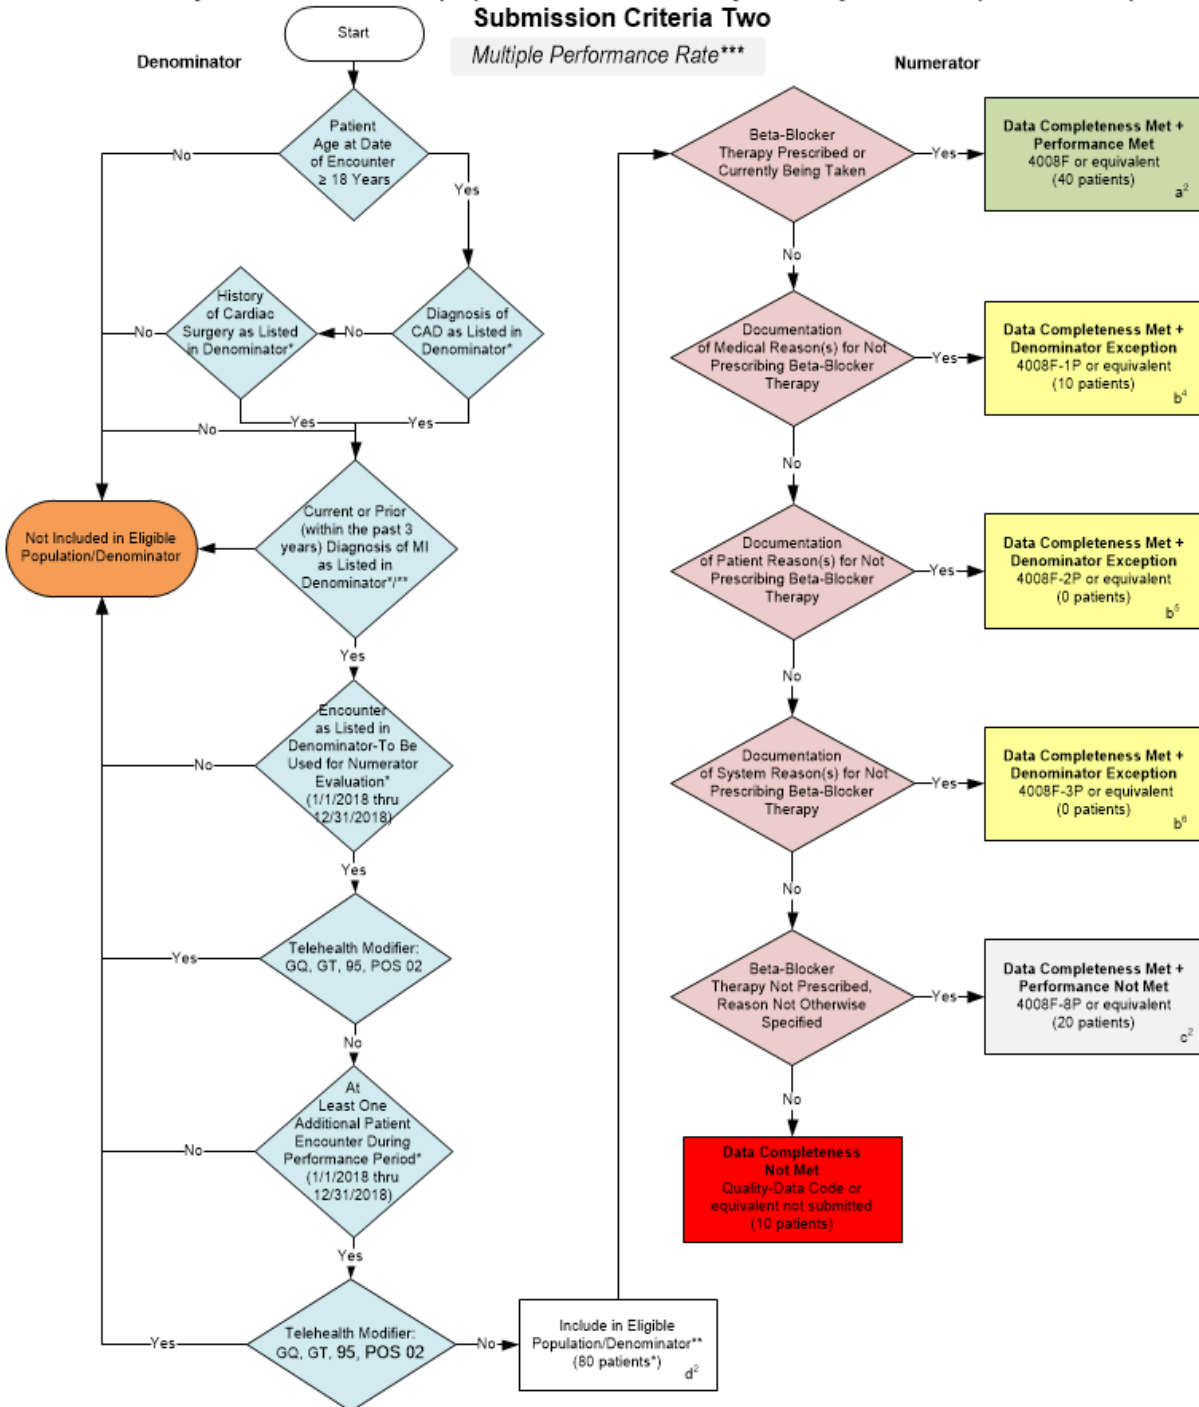 Submission Criteria Two
Multiple Performance Rate***
Denominator
Numerator
Start
Patient
Age at Date
of Encounter
≥ 18 Years
No
Yes
History
of Cardiac
Surgery as Listed
in Denominator*
No
No
Diagnosis of
CAD as Listed in
Denominator*
Yes
Yes
No
Current or Prior
(within the past 3
years) Diagnosis of MI
as Listed in
Denominator*/**
Not Included in Eligible
Population/Denominator
Yes
Encounter
as Listed in
Denominator-To Be
Used for Numerator
Evaluation*
(1/1/2018 thru
12/31/2018)
No
Yes
Telehealth Modifier:
GQ, GT, 95, POS 02
Yes
No
At
Least One
Additional Patient
Encounter During
Performance Period*
(1/1/2018 thru
12/31/2018)
No
Yes
Telehealth Modifier:
GQ, GT, 95, POS 02
Yes
No
Include in Eligible
Population/Denominator**
(80 patients*)
d²
Beta-Blocker
Therapy Prescribed or
Currently Being Taken
Yes
Data Completeness Met +
Performance Met
4008F or equivalent
(40 patients)
a²
No
Documentation
of Medical Reason(s) for Not
Prescribing Beta-Blocker
Therapy
Yes
Data Completeness Met +
Denominator Exception
4008F-1P or equivalent
(10 patients)
b⁴
No
Documentation
of Patient Reason(s) for Not
Prescribing Beta-Blocker
Therapy
Yes
Data Completeness Met +
Denominator Exception
4008F-2P or equivalent
(0 patients)
b⁵
No
Documentation
of System Reason(s) for Not
Prescribing Beta-Blocker
Therapy
Yes
Data Completeness Met +
Denominator Exception
4008F-3P or equivalent
(0 patients)
b⁶
No
Beta-Blocker
Therapy Not Prescribed,
Reason Not Otherwise
Specified
Yes
Data Completeness Met +
Performance Not Met
4008F-8P or equivalent
(20 patients)
c²
No
Data Completeness
Not Met
Quality-Data Code or
equivalent not submitted
(10 patients)